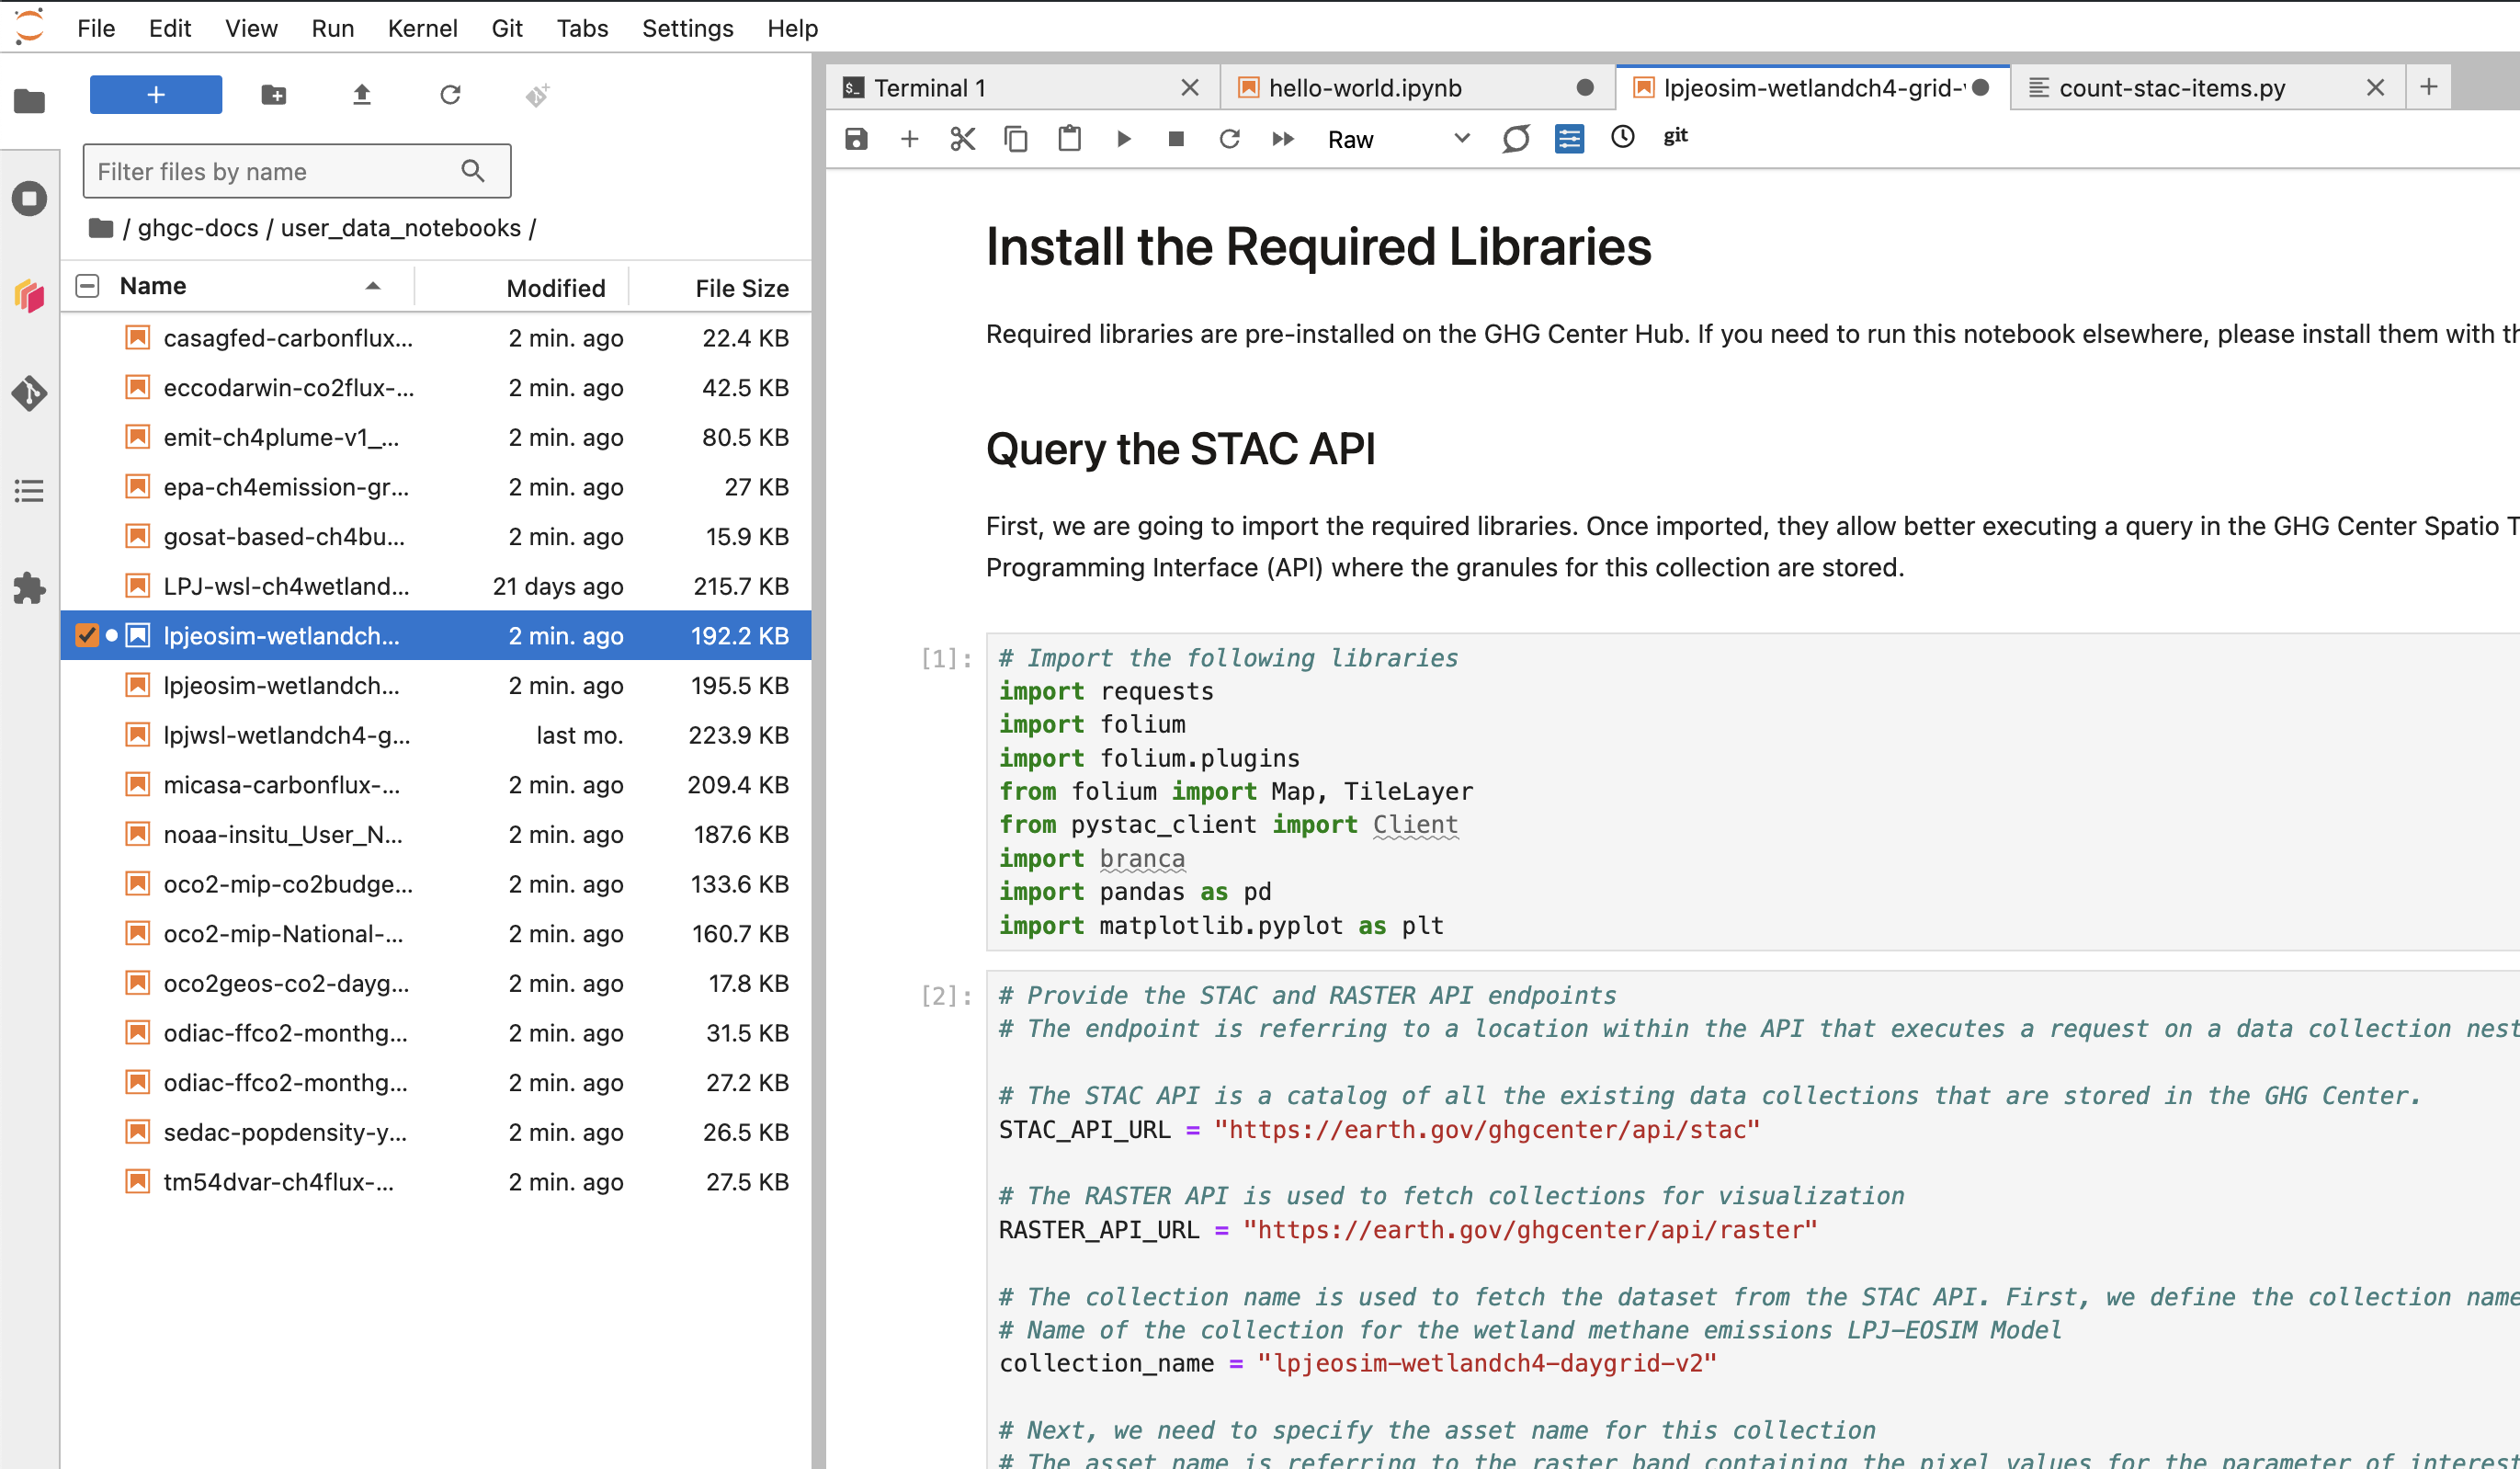 File Edit View Run Kernel Git Tabs Settings Help
Filter files by name
/ ghgc-docs / user_data_notebooks /
Name Modified File Size
casagfed-carbonflux... 2 min. ago 22.4 KB
eccodarwin-co2flux-... 2 min. ago 42.5 KB
emit-ch4plume-v1_... 2 min. ago 80.5 KB
epa-ch4emission-gr... 2 min. ago 27 KB
gosat-based-ch4bu... 2 min. ago 15.9 KB
LPJ-wsl-ch4wetland... 21 days ago 215.7 KB
lpjeosim-wetlandch... 2 min. ago 192.2 KB
lpjeosim-wetlandch... 2 min. ago 195.5 KB
lpjwsl-wetlandch4-g... last mo. 223.9 KB
micasa-carbonflux-... 2 min. ago 209.4 KB
noaa-insitu_User_N... 2 min. ago 187.6 KB
oco2-mip-co2budge... 2 min. ago 133.6 KB
oco2-mip-National-... 2 min. ago 160.7 KB
oco2geos-co2-dayg... 2 min. ago 17.8 KB
odiac-ffco2-monthg... 2 min. ago 31.5 KB
odiac-ffco2-monthg... 2 min. ago 27.2 KB
sedac-popdensity-y... 2 min. ago 26.5 KB
tm54dvar-ch4flux-... 2 min. ago 27.5 KB
Terminal 1 hello-world.ipynb lpjeosim-wetlandch4-grid- count-stac-items.py
Raw git
Install the Required Libraries
Required libraries are pre-installed on the GHG Center Hub. If you need to run this notebook elsewhere, please install them with th
Query the STAC API
First, we are going to import the required libraries. Once imported, they allow better executing a query in the GHG Center Spatio T
Programming Interface (API) where the granules for this collection are stored.
[1]: # Import the following libraries
import requests
import folium
import folium.plugins
from folium import Map, TileLayer
from pystac_client import Client
import branca
import pandas as pd
import matplotlib.pyplot as plt
[2]: # Provide the STAC and RASTER API endpoints
# The endpoint is referring to a location within the API that executes a request on a data collection nest
# The STAC API is a catalog of all the existing data collections that are stored in the GHG Center.
STAC_API_URL = "https://earth.gov/ghgcenter/api/stac"
# The RASTER API is used to fetch collections for visualization
RASTER_API_URL = "https://earth.gov/ghgcenter/api/raster"
# The collection name is used to fetch the dataset from the STAC API. First, we define the collection name
# Name of the collection for the wetland methane emissions LPJ-EOSIM Model
collection_name = "lpjeosim-wetlandch4-daygrid-v2"
# Next, we need to specify the asset name for this collection
# The asset name is referring to the raster band containing the pixel values for the parameter of interest